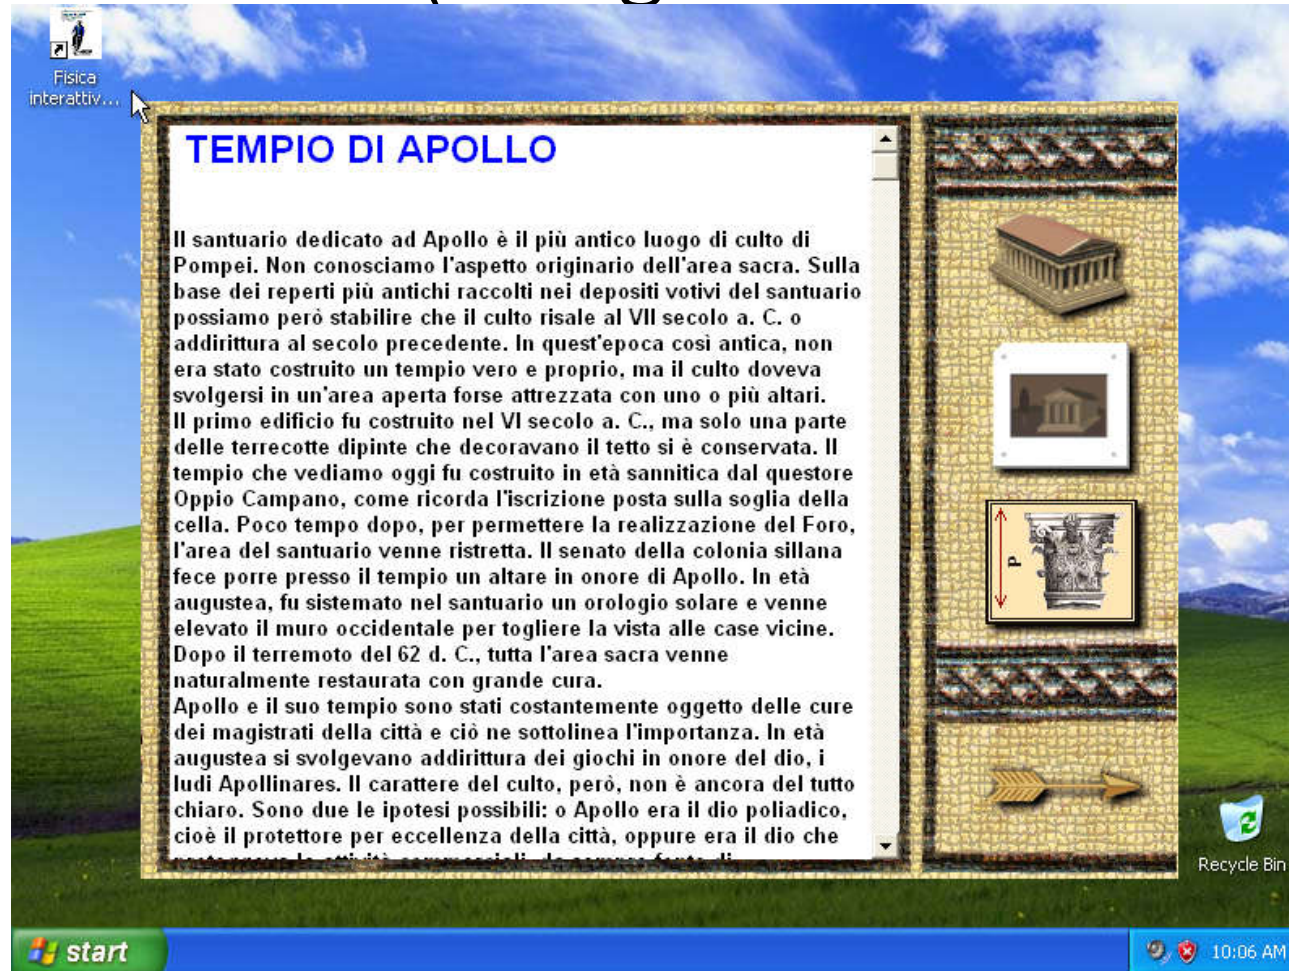 Fisica
interattiv...
TEMPIO DI APOLLO
Il santuario dedicato ad Apollo è il più antico luogo di culto di
Pompei. Non conosciamo l'aspetto originario dell'area sacra. Sulla
base dei reperti più antichi raccolti nei depositi votivi del santuario
possiamo però stabilire che il culto risale al VII secolo a. C. o
addirittura al secolo precedente. In quest'epoca così antica, non
era stato costruito un tempio vero e proprio, ma il culto doveva
svolgersi in un'area aperta forse attrezzata con uno o più altari.
Il primo edificio fu costruito nel VI secolo a. C., ma solo una parte
delle terrecotte dipinte che decoravano il tetto si è conservata. Il
tempio che vediamo oggi fu costruito in età sannitica dal questore
Oppio Campano, come ricorda l'iscrizione posta sulla soglia della
cella. Poco tempo dopo, per permettere la realizzazione del Foro,
l'area del santuario venne ristretta. Il senato della colonia sillana
fece porre presso il tempio un altare in onore di Apollo. In età
augustea, fu sistemato nel santuario un orologio solare e venne
elevato il muro occidentale per togliere la vista alle case vicine.
Dopo il terremoto del 62 d. C., tutta l'area sacra venne
naturalmente restaurata con grande cura.
Apollo e il suo tempio sono stati costantemente oggetto delle cure
dei magistrati della città e ciò ne sottolinea l'importanza. In età
augustea si svolgevano addirittura dei giochi in onore del dio, i
ludi Apollinares. Il carattere del culto, però, non è ancora del tutto
chiaro. Sono due le ipotesi possibili: o Apollo era il dio poliadico,
cioè il protettore per eccellenza della città, oppure era il dio che
P
Recycle Bin
start
10:06 AM